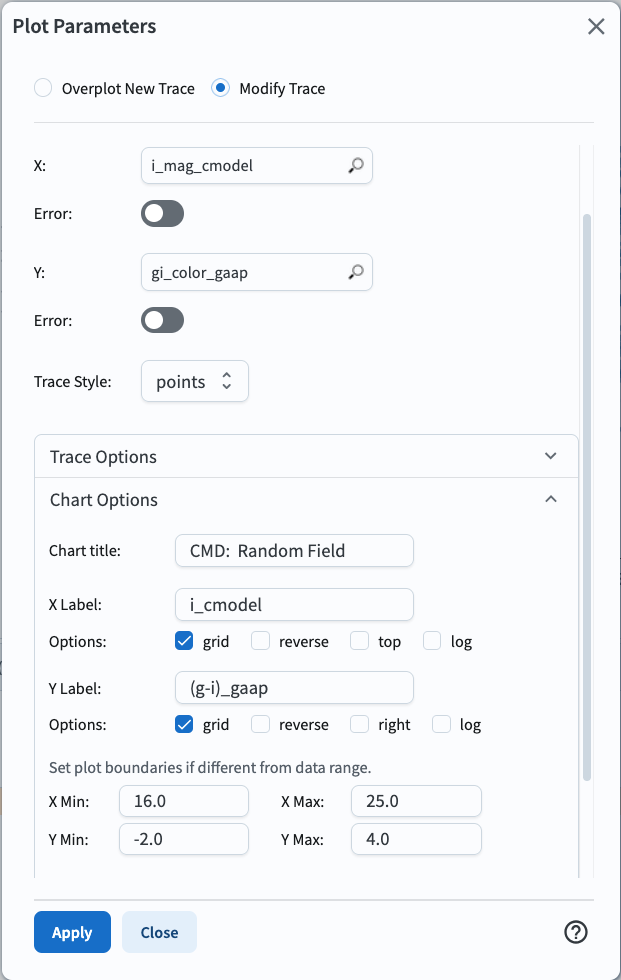 Plot Parameters
Overplot New Trace Modify Trace
X: i_mag_cmodel
Error:
Y: gi_color_gaap
Error:
Trace Style: points
Trace Options
Chart Options
Chart title: CMD: Random Field
X Label: i_cmodel
Options: grid reverse top log
Y Label: (g-i)_gaap
Options: grid reverse right log
Set plot boundaries if different from data range.
X Min: 16.0 X Max: 25.0
Y Min: -2.0 Y Max: 4.0
Apply Close ?